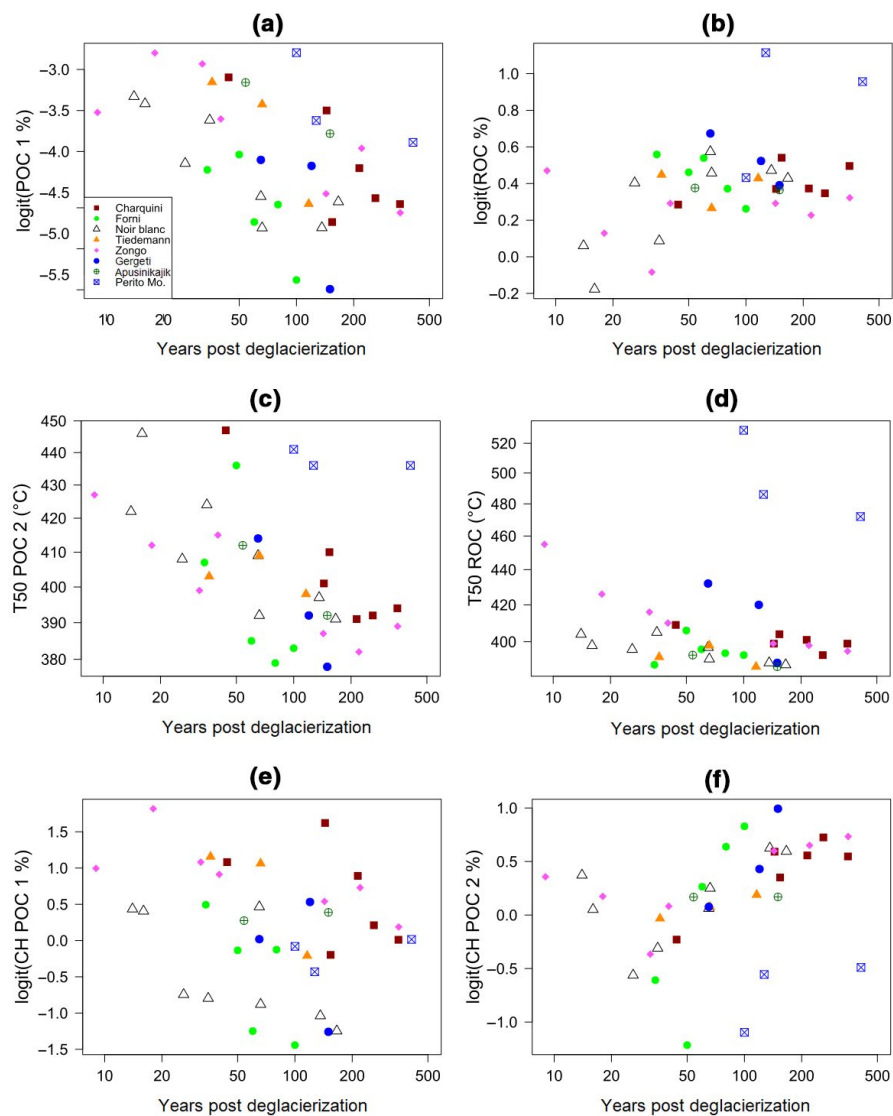 (a)
(b)
logit(POC 1 %)
−3.0
−3.5
−4.0
−4.5
−5.0
−5.5
Charquini
Forni
Noir blanc
Tiedemann
Zongo
Gergeti
Apusinikajik
Perito Mo.
10 20 50 100 200 500
Years post deglacierization
logit(ROC %)
1.0
0.8
0.6
0.4
0.2
0.0
−0.2
10 20 50 100 200 500
Years post deglacierization
(c)
(d)
T50 POC 2 (°C)
450
440
430
420
410
400
390
380
10 20 50 100 200 500
Years post deglacierization
T50 ROC (°C)
520
500
480
460
440
420
400
10 20 50 100 200 500
Years post deglacierization
(e)
(f)
logit(CH POC 1 %)
1.5
1.0
0.5
0.0
−0.5
−1.0
−1.5
10 20 50 100 200 500
Years post deglacierization
logit(CH POC 2 %)
1.0
0.5
0.0
−0.5
−1.0
10 20 50 100 200 500
Years post deglacierization